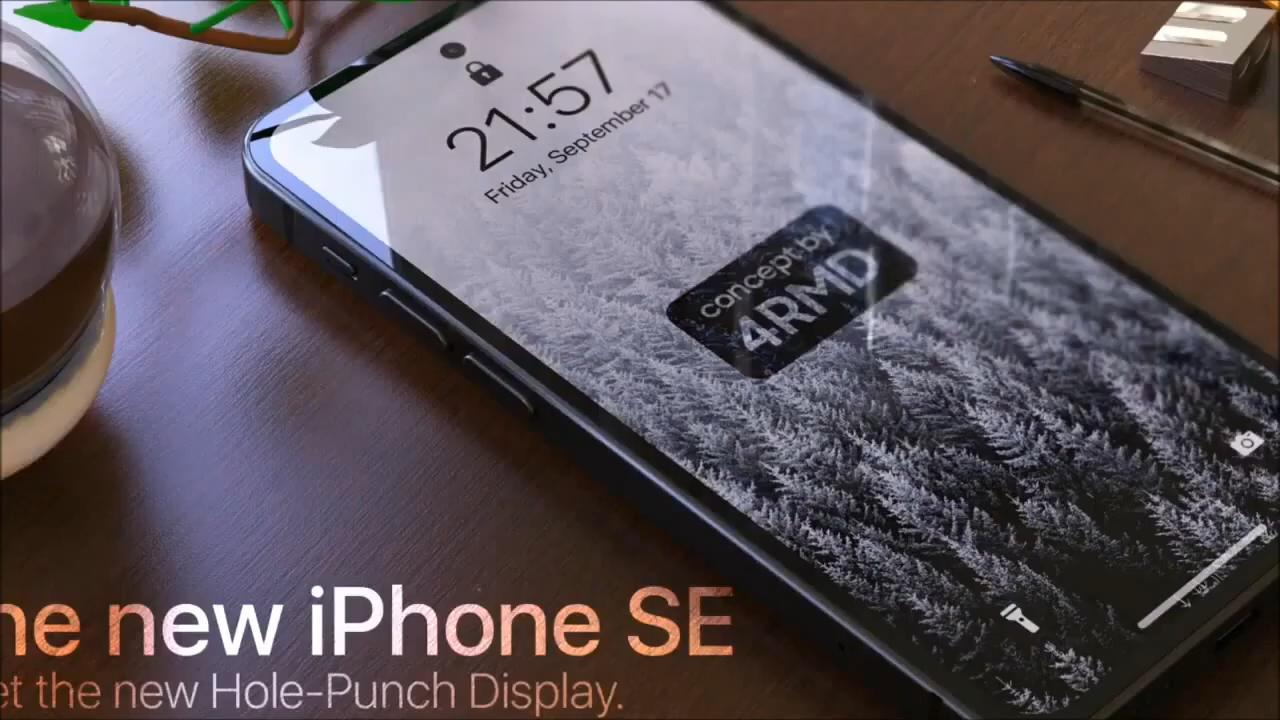 21:57
Friday, September 17
concept by
4RMD
he new iPhone SE
et the new Hole-Punch Display.